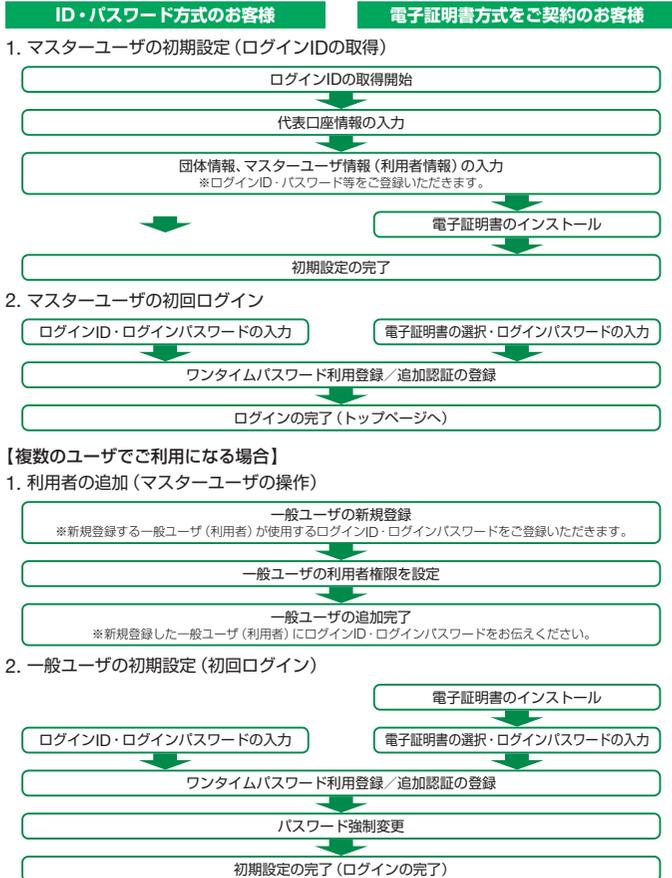 ID・パスワード方式のお客様
電子証明書方式をご契約のお客様
1. マスターユーザの初期設定（ログインIDの取得）
ログインIDの取得開始
代表口座情報の入力
団体情報、マスターユーザ情報（利用者情報）の入力
※ログインID・パスワード等をご登録いただきます。
電子証明書のインストール
初期設定の完了
2. マスターユーザの初回ログイン
ログインID・ログインパスワードの入力
電子証明書の選択・ログインパスワードの入力
ワンタイムパスワード利用登録／追加認証の登録
ログインの完了（トップページへ）
【複数のユーザでご利用になる場合】
1. 利用者の追加（マスターユーザの操作）
一般ユーザの新規登録
※新規登録する一般ユーザ（利用者）が使用するログインID・ログインパスワードをご登録いただきます。
一般ユーザの利用者権限を設定
一般ユーザの追加完了
※新規登録した一般ユーザ（利用者）にログインID・ログインパスワードをお伝えください。
2. 一般ユーザの初期設定（初回ログイン）
電子証明書のインストール
ログインID・ログインパスワードの入力
電子証明書の選択・ログインパスワードの入力
ワンタイムパスワード利用登録／追加認証の登録
パスワード強制変更
初期設定の完了（ログインの完了）